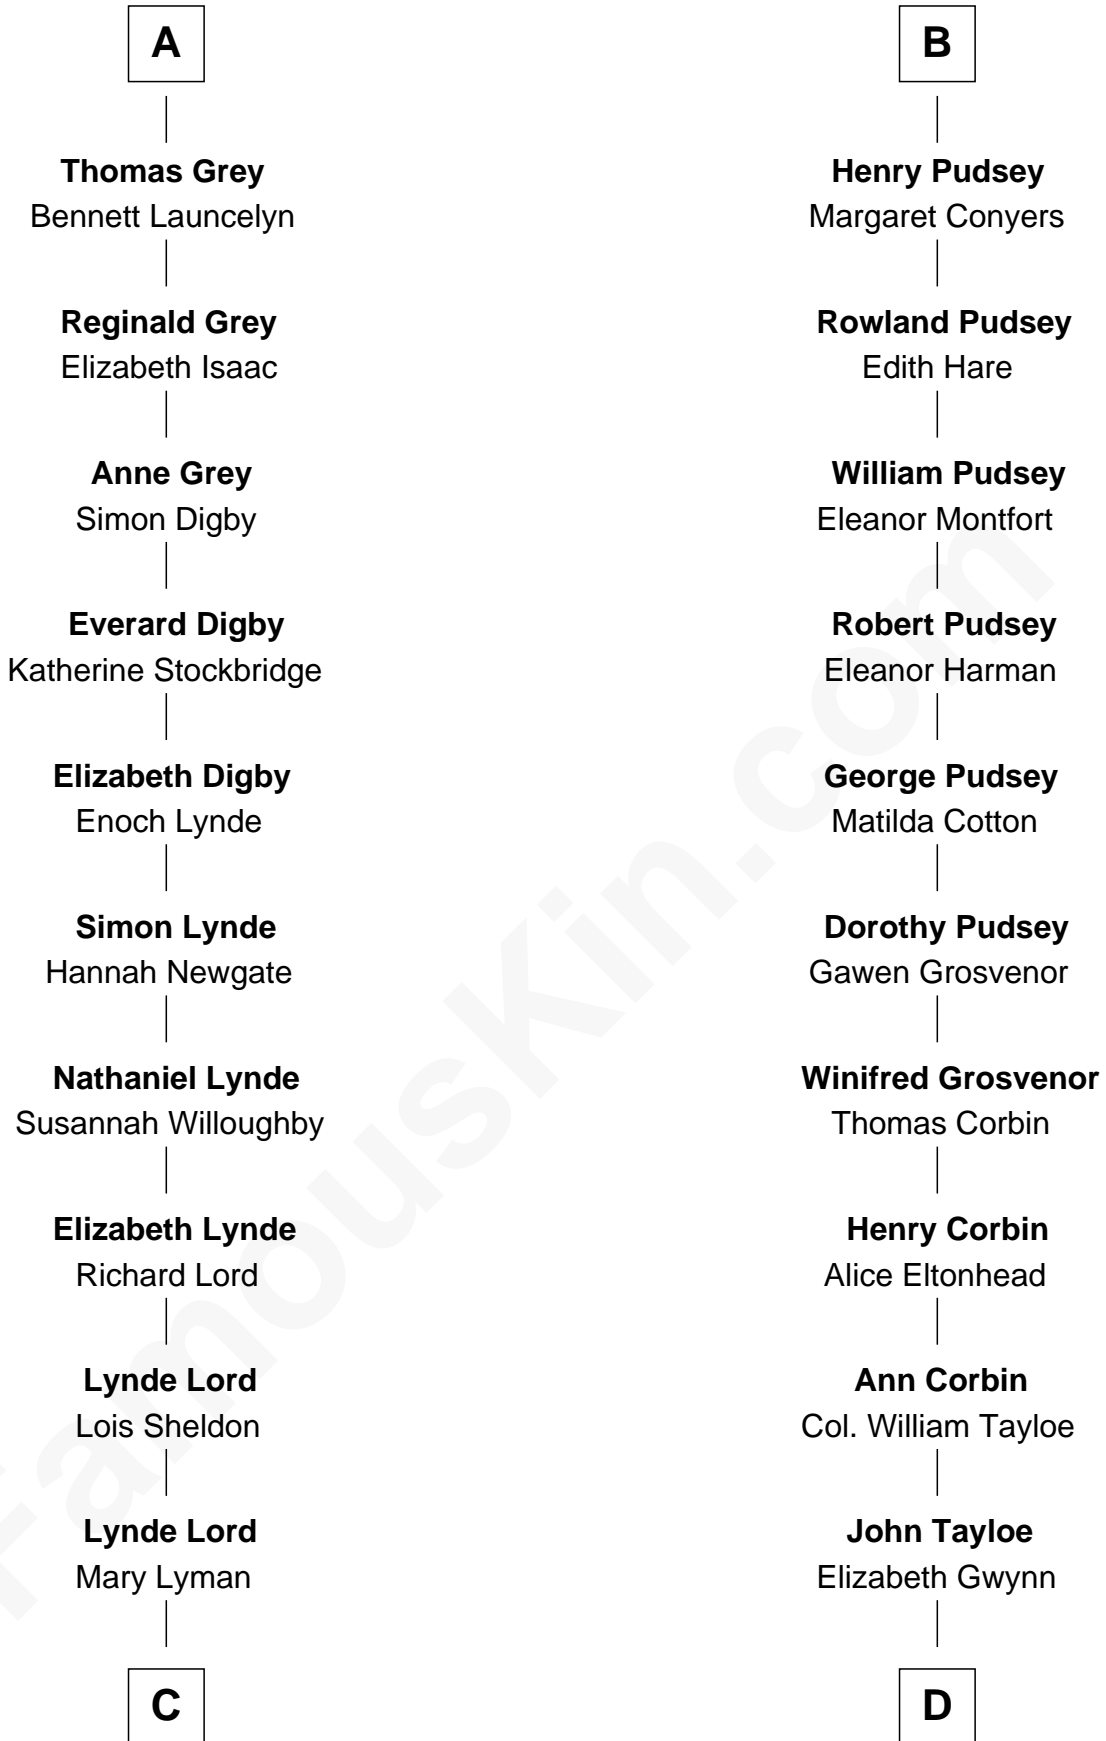 A
Thomas Grey
Bennett Launcelyn
Reginald Grey
Elizabeth Isaac
Anne Grey
Simon Digby
Everard Digby
Katherine Stockbridge
Elizabeth Digby
Enoch Lynde
Simon Lynde
Hannah Newgate
Nathaniel Lynde
Susannah Willoughby
Elizabeth Lynde
Richard Lord
Lynde Lord
Lois Sheldon
Lynde Lord
Mary Lyman
C
B
Henry Pudsey
Margaret Conyers
Rowland Pudsey
Edith Hare
William Pudsey
Eleanor Montfort
Robert Pudsey
Eleanor Harman
George Pudsey
Matilda Cotton
Dorothy Pudsey
Gawen Grosvenor
Winifred Grosvenor
Thomas Corbin
Henry Corbin
Alice Eltonhead
Ann Corbin
Col. William Tayloe
John Tayloe
Elizabeth Gwynn
D
FamousKin.com